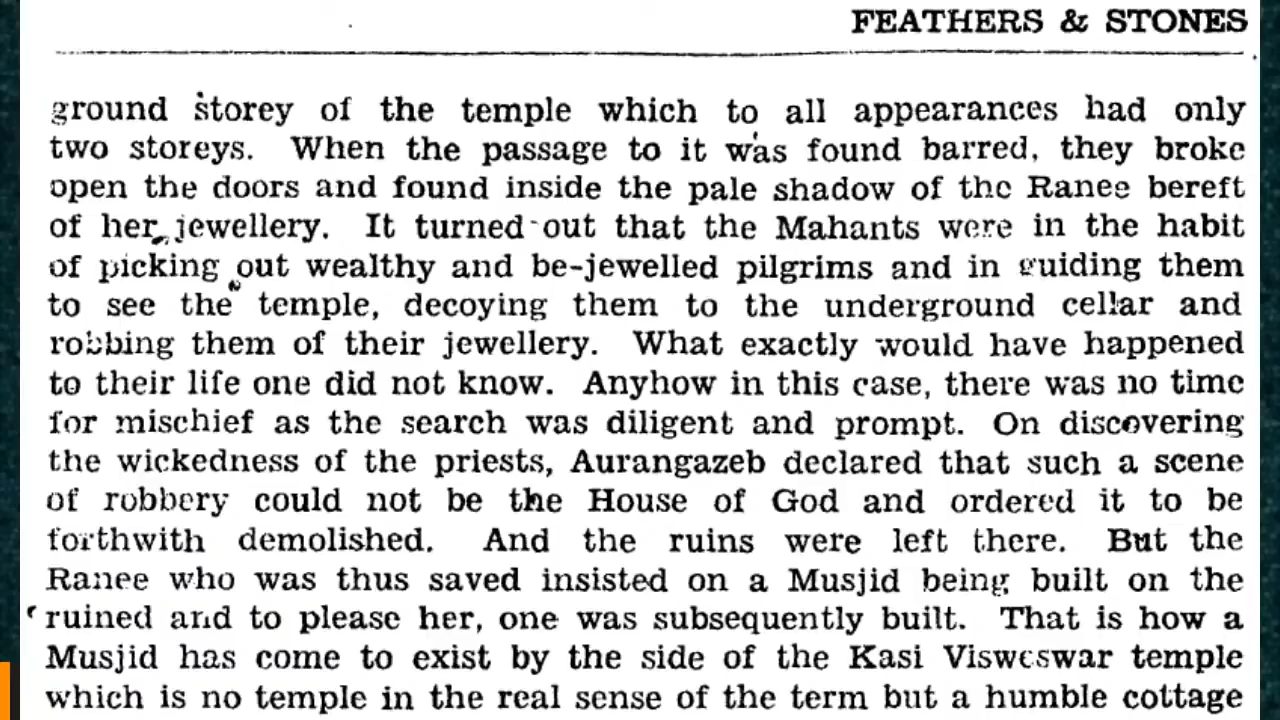 FEATHERS & STONES
ground storey of the temple which to all appearances had only
two storeys. When the passage to it was found barred, they broke
open the doors and found inside the pale shadow of the Ranee bereft
of her jewellery. It turned out that the Mahants were in the habit
of picking out wealthy and be-jewelled pilgrims and in guiding them
to see the temple, decoying them to the underground cellar and
robbing them of their jewellery. What exactly would have happened
to their life one did not know. Anyhow in this case, there was no time
for mischief as the search was diligent and prompt. On discovering
the wickedness of the priests, Aurangazeb declared that such a scene
of robbery could not be the House of God and ordered it to be
forthwith demolished. And the ruins were left there. But the
Ranee who was thus saved insisted on a Musjid being built on the
ruined and to please her, one was subsequently built. That is how a
Musjid has come to exist by the side of the Kasi Visweswar temple
which is no temple in the real sense of the term but a humble cottage